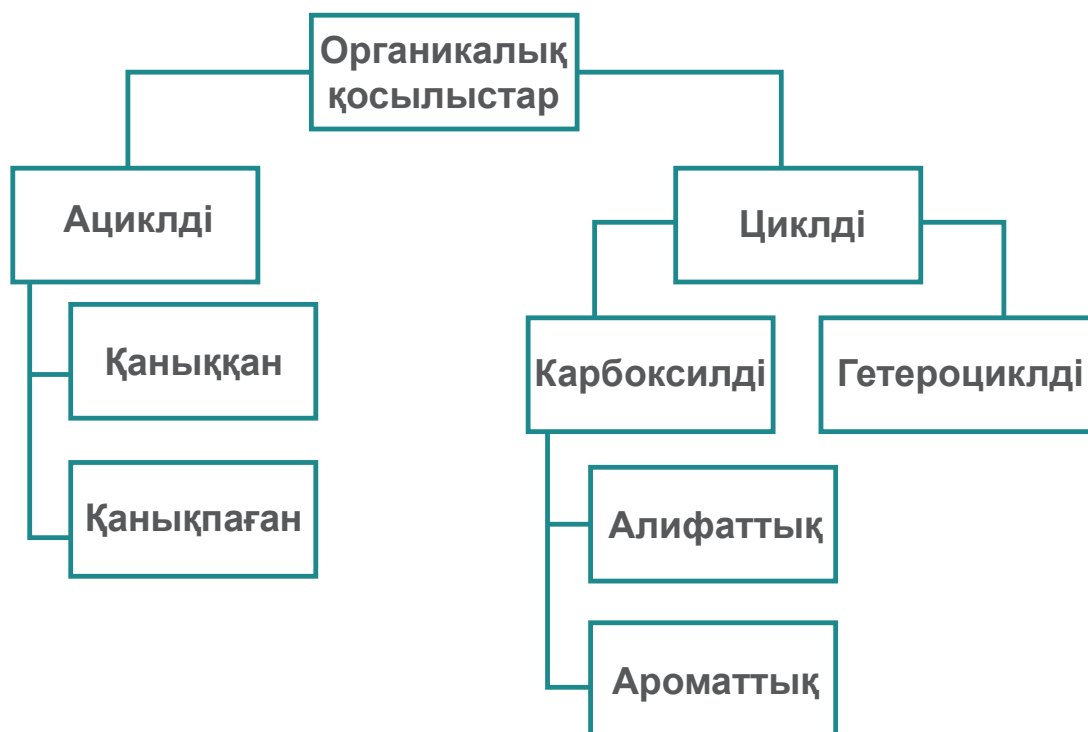 Органикалық
қосылыстар
Ациклді
Циклді
Қаныққан
Карбоксилді
Гетероциклді
Қанықпаған
Алифаттық
Ароматтық